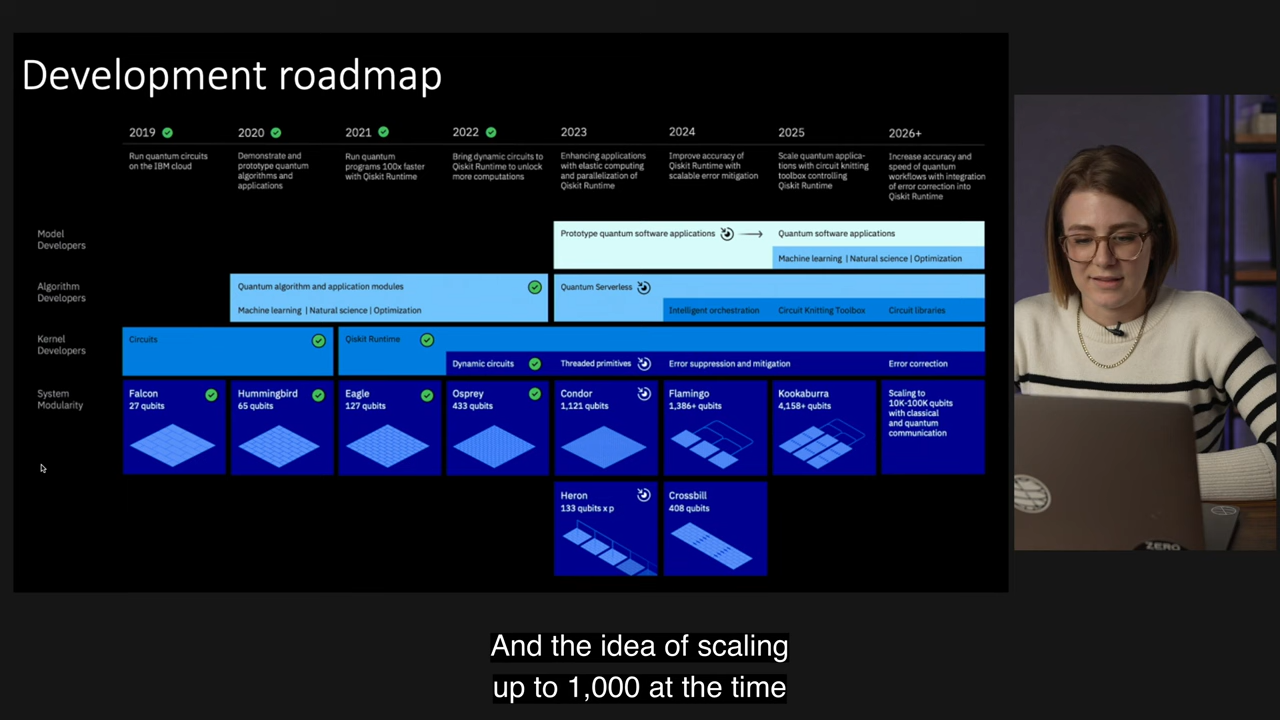 Development roadmap
2019
2020
2021
2022
2023
2024
2025
2026+
Run quantum circuits
on the IBM cloud
Demonstrate and
prototype quantum
algorithms and
applications
Run quantum
programs 100x faster
with Qiskit Runtime
Bring dynamic circuits to
Qiskit Runtime to unlock
more computations
Enhancing applications
with elastic computing
and parallelization of
Qiskit Runtime
Improve accuracy of
Qiskit Runtime with
scalable error mitigation
Scale quantum applica-
tions with circuit knitting
toolbox controlling
Qiskit Runtime
Increase accuracy and
speed of quantum
workflows with integration
of error correction into
Qiskit Runtime
Model
Developers
Prototype quantum software applications
Quantum software applications
Machine learning | Natural science | Optimization
Algorithm
Developers
Quantum algorithm and application modules
Machine learning | Natural science | Optimization
Quantum Serverless
Intelligent orchestration
Circuit Knitting Toolbox
Circuit libraries
Kernel
Developers
Circuits
Qiskit Runtime
Dynamic circuits
Threaded primitives
Error suppression and mitigation
Error correction
System
Modularity
Falcon
27 qubits
Hummingbird
65 qubits
Eagle
127 qubits
Osprey
433 qubits
Condor
1,121 qubits
Flamingo
1,386+ qubits
Kookaburra
4,158+ qubits
Scaling to
10K-100K qubits
with classical
and quantum
communication
Heron
133 qubits x p
Crossbill
408 qubits
ZERO
And the idea of scaling
up to 1,000 at the time